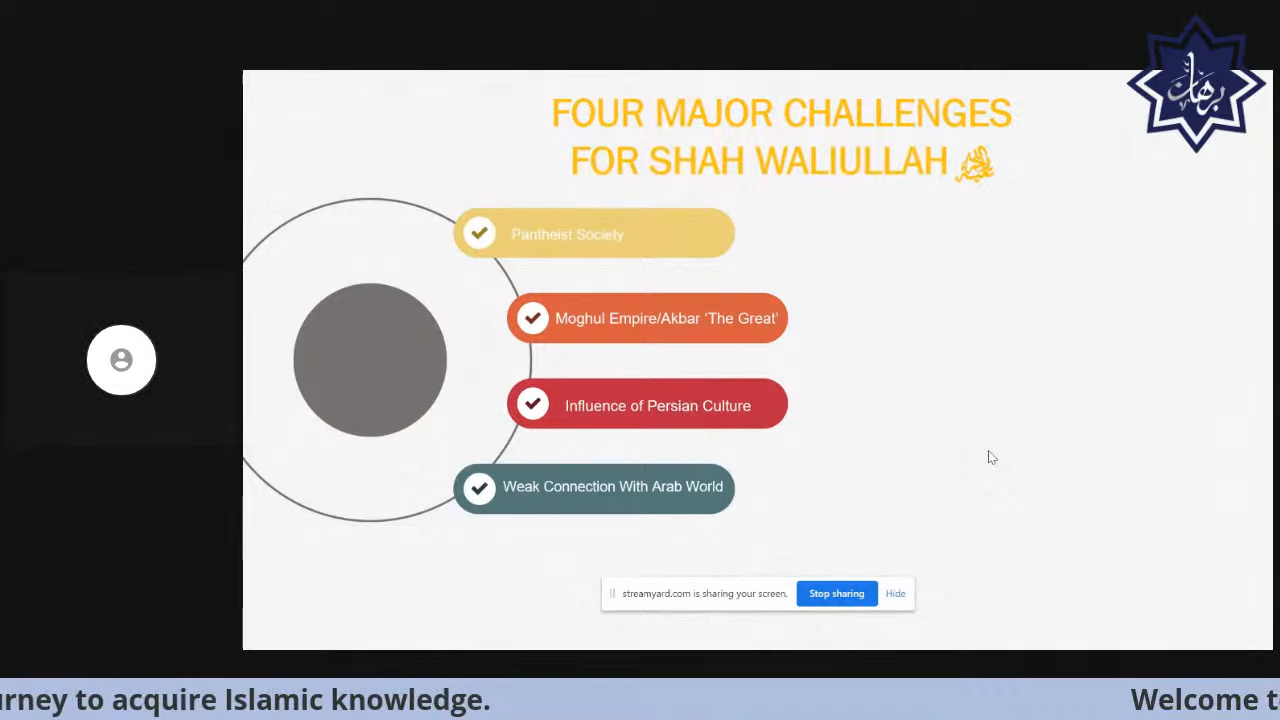 برهان
FOUR MAJOR CHALLENGES
FOR SHAH WALIULLAH
Pantheist Society
Moghul Empire/Akbar ‘The Great’
Influence of Persian Culture
Weak Connection With Arab World
streamyard.com is sharing your screen.
Stop sharing
Hide
urney to acquire Islamic knowledge.
Welcome t